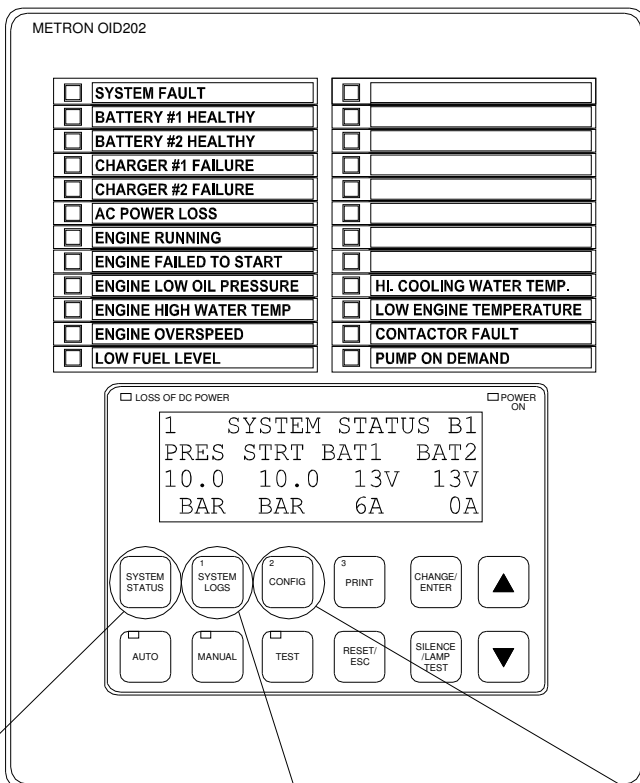 METRON OID202
SYSTEM FAULT
BATTERY #1 HEALTHY
BATTERY #2 HEALTHY
CHARGER #1 FAILURE
CHARGER #2 FAILURE
AC POWER LOSS
ENGINE RUNNING
ENGINE FAILED TO START
ENGINE LOW OIL PRESSURE
ENGINE HIGH WATER TEMP
ENGINE OVERSPEED
LOW FUEL LEVEL
HI. COOLING WATER TEMP.
LOW ENGINE TEMPERATURE
CONTACTOR FAULT
PUMP ON DEMAND
LOSS OF DC POWER
POWER
ON
1 SYSTEM STATUS B1
PRES STRT BAT1 BAT2
10.0 10.0 13V 13V
BAR BAR 6A 0A
SYSTEM
STATUS
1
SYSTEM
LOGS
2
CONFIG
3
PRINT
CHANGE/
ENTER
AUTO
MANUAL
TEST
RESET/
ESC
SILENCE
/LAMP
TEST